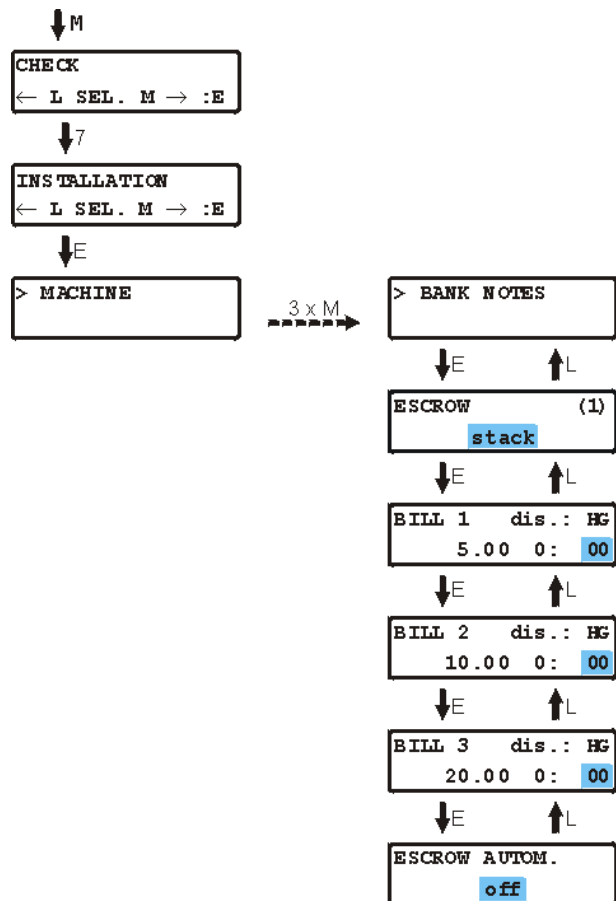 M
CHECK
← L SEL. M → :E
7
INSTALLATION
← L SEL. M → :E
E
> MACHINE
3 x M
> BANK NOTES
E L
ESCROW (1)
stack
E L
BILL 1 dis.: HG
5.00 0: 00
E L
BILL 2 dis.: HG
10.00 0: 00
E L
BILL 3 dis.: HG
20.00 0: 00
E L
ESCROW AUTOM.
off